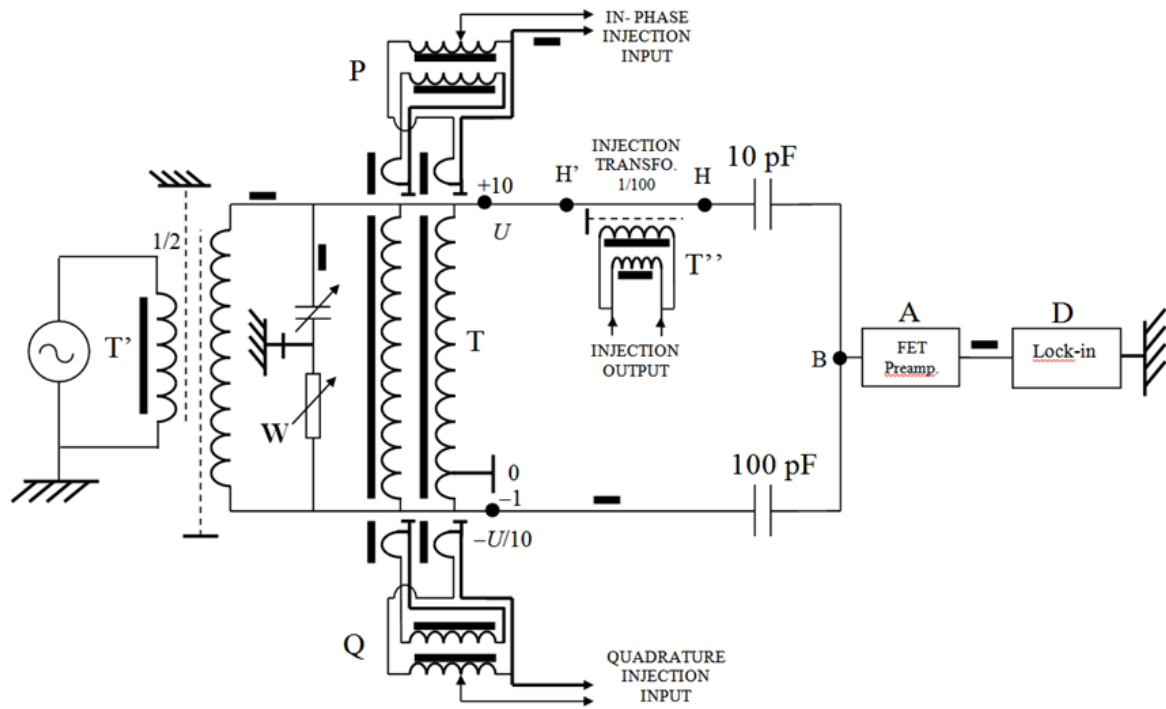 IN- PHASE
INJECTION
INPUT
P
INJECTION
TRANSFO.
1/100
10 pF
+10
H’
H
U
1/2
T’’
T’
T
A
D
INJECTION
OUTPUT
B
FET
Preamp.
Lock-in
W
100 pF
0
−1
−U/10
Q
QUADRATURE
INJECTION
INPUT